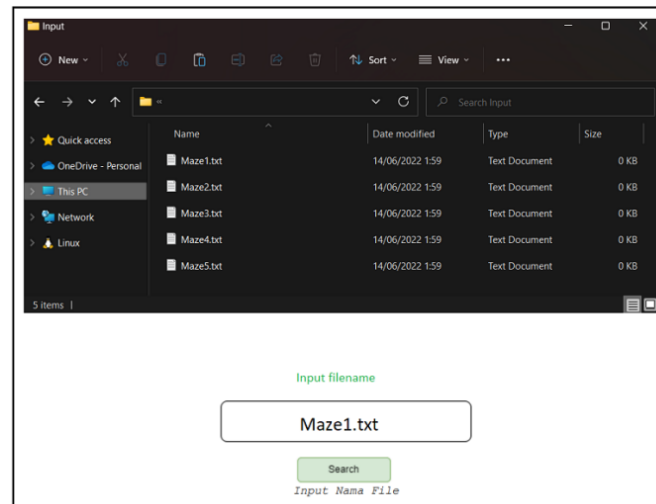 Input
New
Sort
View
•••
«
Search Input
Quick access
OneDrive - Personal
This PC
Network
Linux
Name Date modified Type Size
Maze1.txt 14/06/2022 1:59 Text Document 0 KB
Maze2.txt 14/06/2022 1:59 Text Document 0 KB
Maze3.txt 14/06/2022 1:59 Text Document 0 KB
Maze4.txt 14/06/2022 1:59 Text Document 0 KB
Maze5.txt 14/06/2022 1:59 Text Document 0 KB
5 items
Input filename
Maze1.txt
Search
Input Nama File